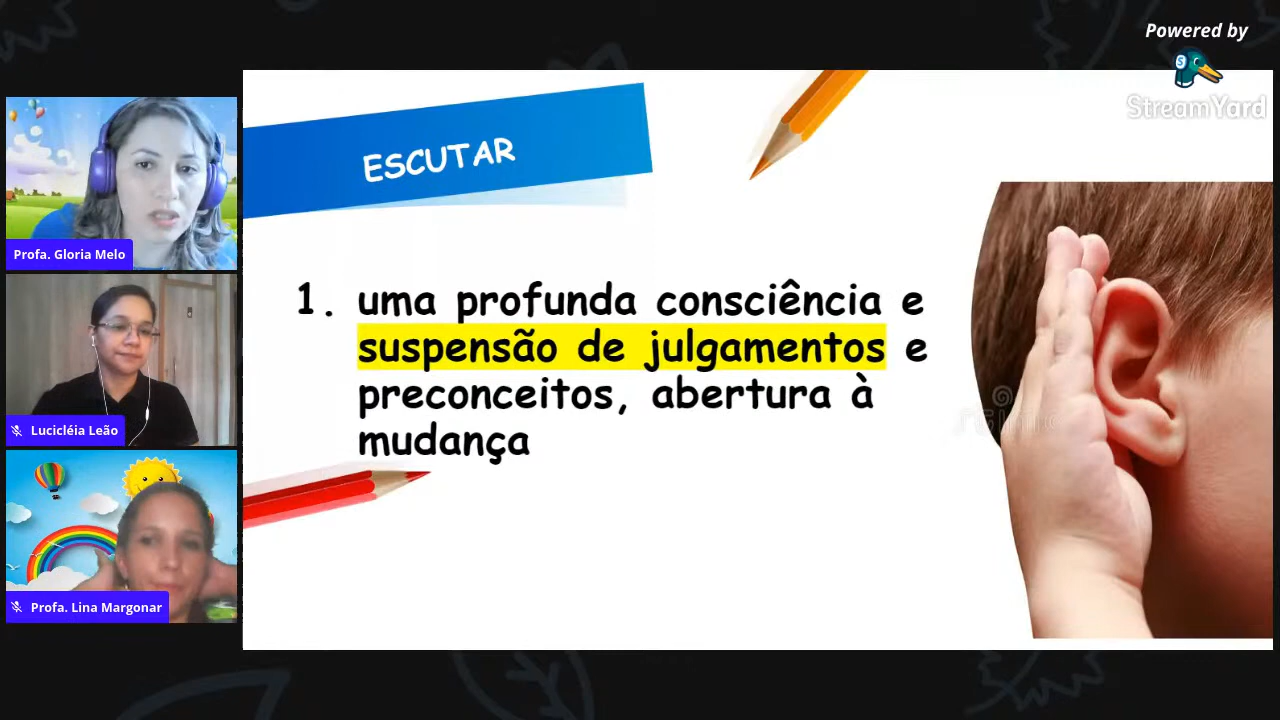 Powered by
StreamYard
ESCUTAR
1. uma profunda consciência e
suspensão de julgamentos e
preconceitos, abertura à
mudança
Profa. Gloria Melo
Lucicléia Leão
Profa. Lina Margonar